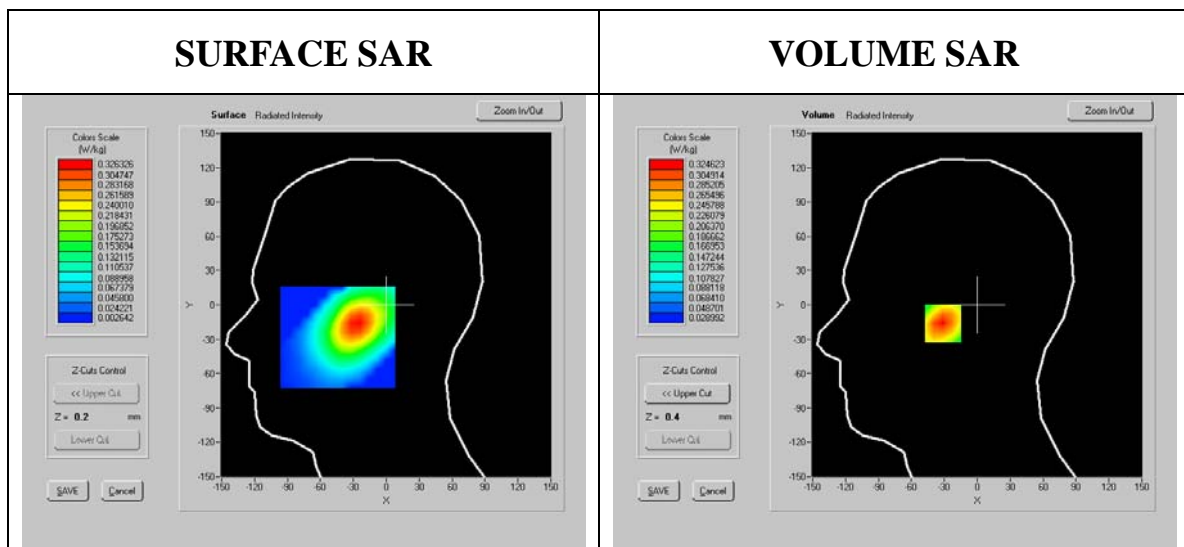 SURFACE SAR
VOLUME SAR
Surface Radiated Intensity
Zoom In/Out
Colors Scale
(W/kg)
0.326326
0.304747
0.283168
0.261589
0.240010
0.218431
0.196852
0.175273
0.153694
0.132115
0.110537
0.088958
0.067379
0.045800
0.024221
0.002642
150
120
90
60
30
0
-30
-60
-90
-120
-150
Y
-150 -120 -90 -60 -30 0 30 60 90 120 150
X
Z-Cuts Control
<< Upper Cut
Z = 0.2 mm
Lower Cut
SAVE Cancel
Volume Radiated Intensity
Zoom In/Out
Colors Scale
(W/kg)
0.324623
0.304914
0.285205
0.265496
0.245788
0.226079
0.206370
0.186662
0.166953
0.147244
0.127536
0.107827
0.088118
0.068410
0.048701
0.028992
150
120
90
60
30
0
-30
-60
-90
-120
-150
Y
-150 -120 -90 -60 -30 0 30 60 90 120 150
X
Z-Cuts Control
<< Upper Cut
Z = 0.4 mm
Lower Cut
SAVE Cancel